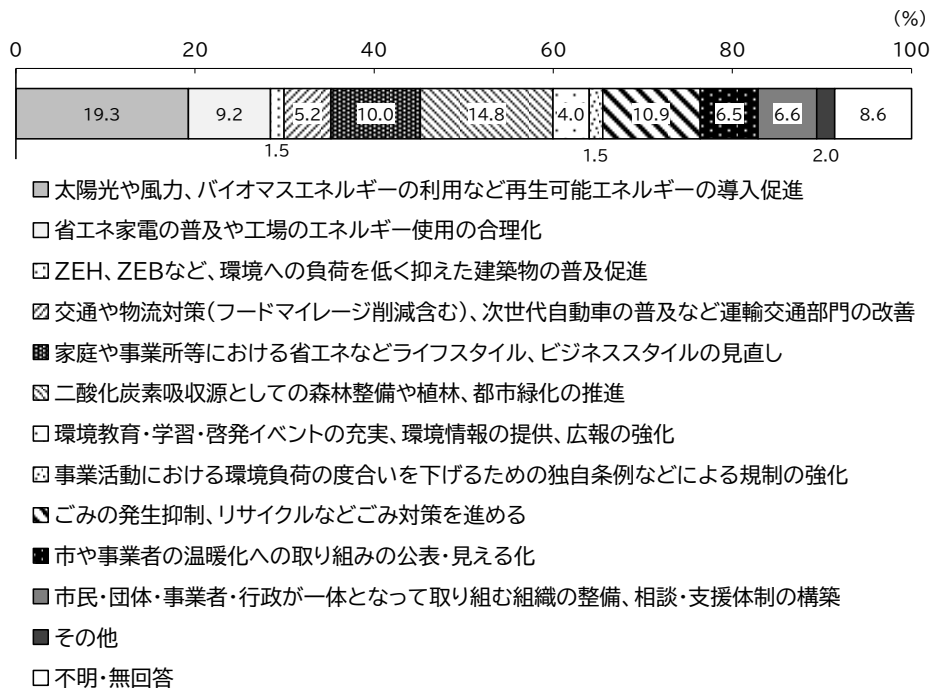 (%)
0 20 40 60 80 100
19.3 9.2 5.2 10.0 14.8 4.0 10.9 6.5 6.6 8.6
1.5 1.5 2.0
太陽光や風力、バイオマスエネルギーの利用など再生可能エネルギーの導入促進
省エネ家電の普及や工場のエネルギー使用の合理化
ZEH、ZEBなど、環境への負荷を低く抑えた建築物の普及促進
交通や物流対策(フードマイレージ削減含む)、次世代自動車の普及など運輸交通部門の改善
家庭や事業所等における省エネなどライフスタイル、ビジネススタイルの見直し
二酸化炭素吸収源としての森林整備や植林、都市緑化の推進
環境教育・学習・啓発イベントの充実、環境情報の提供、広報の強化
事業活動における環境負荷の度合いを下げるための独自条例などによる規制の強化
ごみの発生抑制、リサイクルなどごみ対策を進める
市や事業者の温暖化への取り組みの公表・見える化
市民・団体・事業者・行政が一体となって取り組む組織の整備、相談・支援体制の構築
その他
不明・無回答